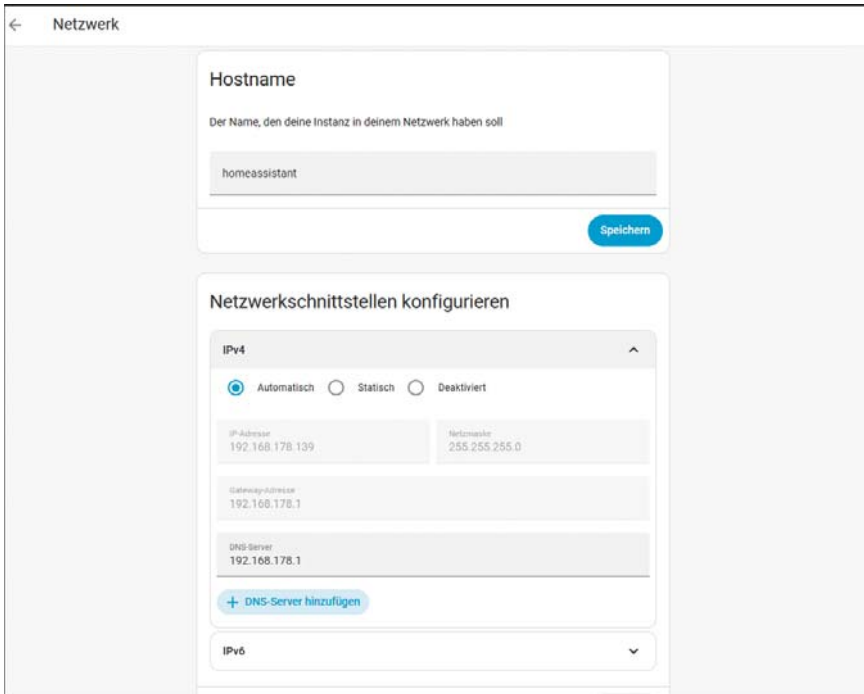 Netzwerk
Hostname
Der Name, den deine Instanz in deinem Netzwerk haben soll
homeassistant
Speichern
Netzwerkschnittstellen konfigurieren
IPv4
Automatisch Statisch Deaktiviert
IP-Adresse Netzmaske
192.168.178.139 255.255.255.0
Gateway-Adresse
192.168.178.1
DNS-Server
192.168.178.1
+ DNS-Server hinzufügen
IPv6